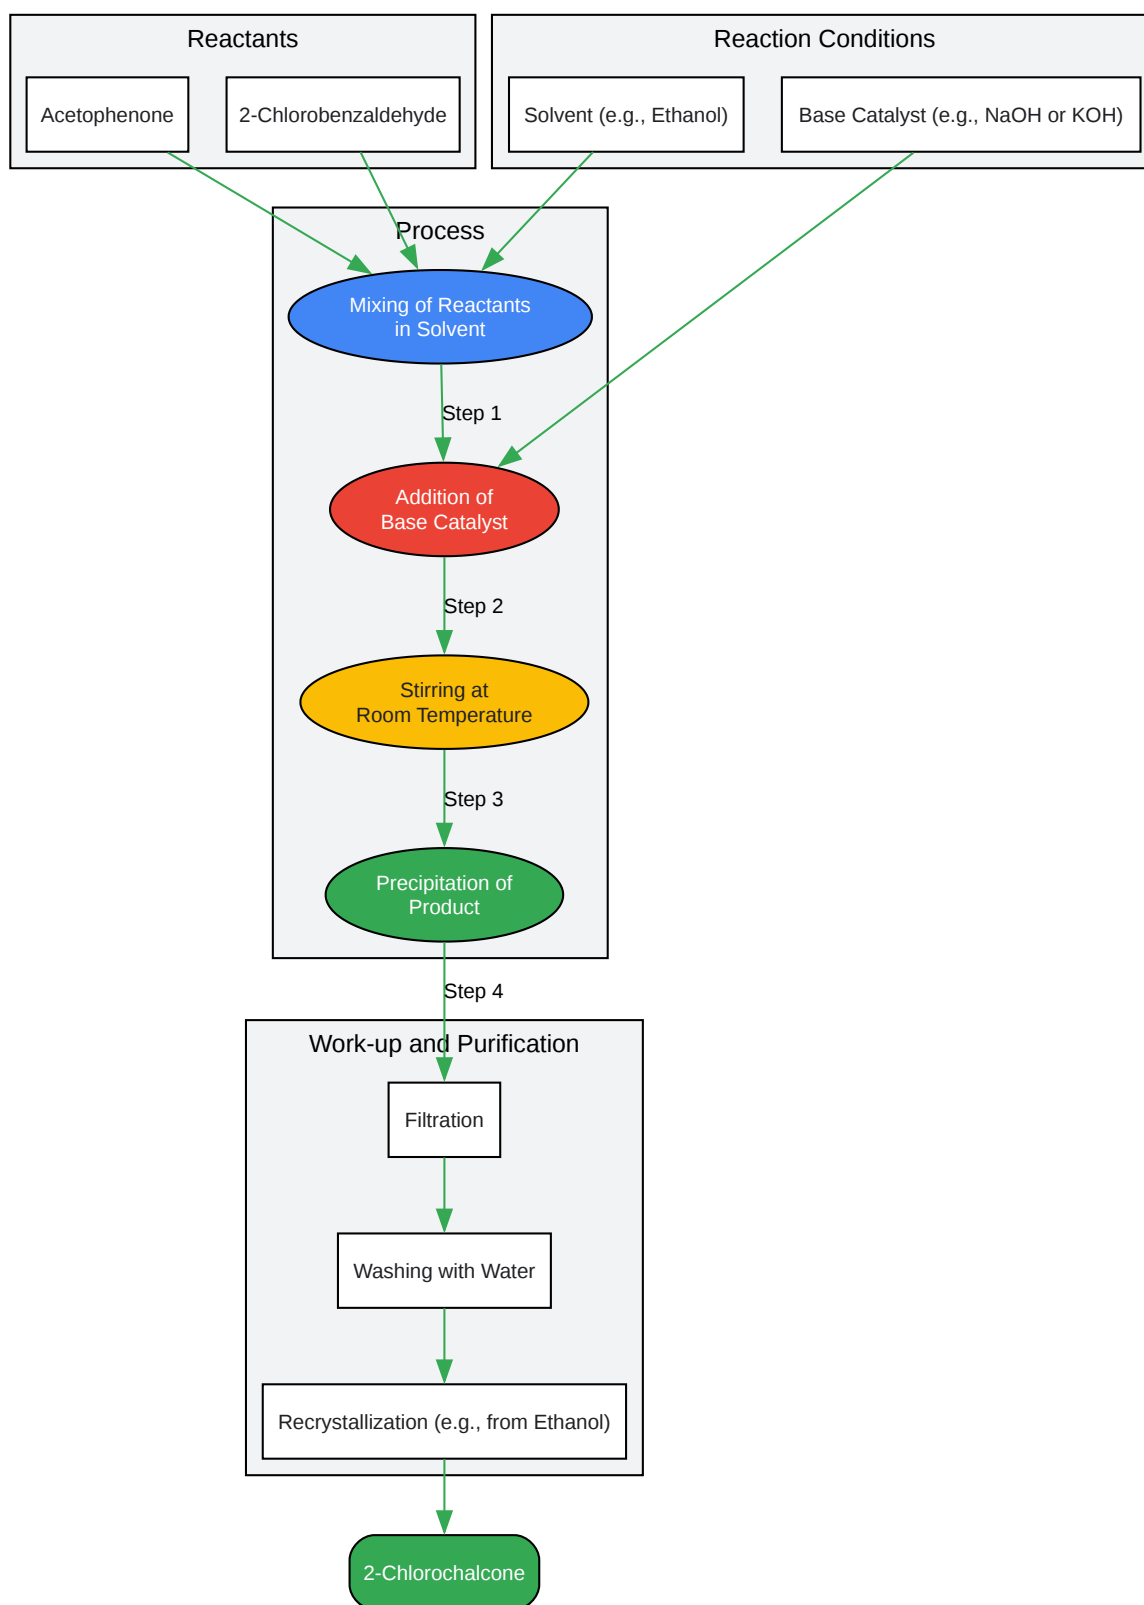 Reactants
Reaction Conditions
Acetophenone
2-Chlorobenzaldehyde
Solvent (e.g., Ethanol)
Base Catalyst (e.g., NaOH or KOH)
Process
Mixing of Reactants
in Solvent
Step 1
Addition of
Base Catalyst
Step 2
Stirring at
Room Temperature
Step 3
Precipitation of
Product
Step 4
Work-up and Purification
Filtration
Washing with Water
Recrystallization (e.g., from Ethanol)
2-Chlorochalcone